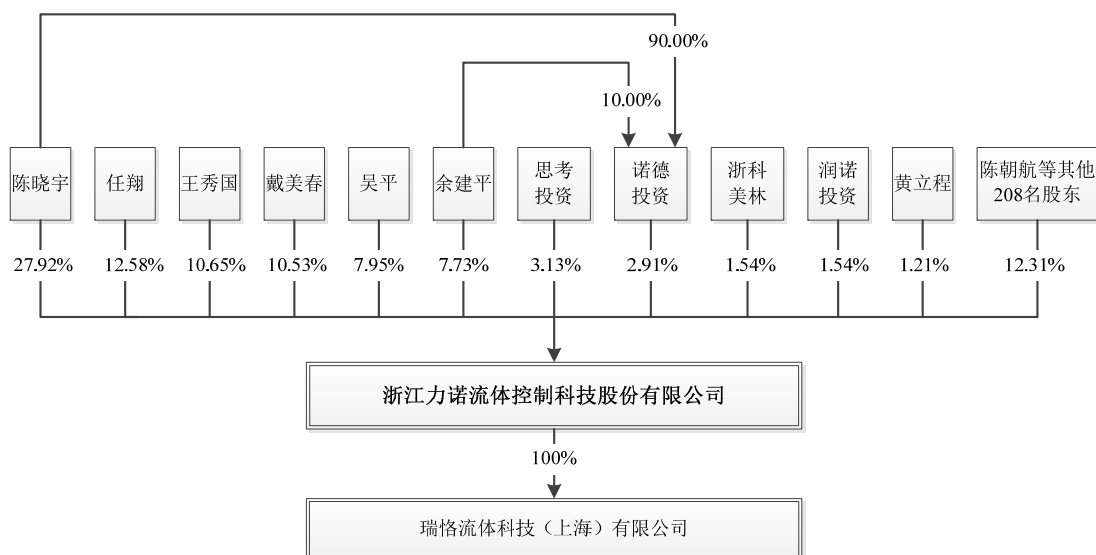 90.00%
10.00%
陈晓宇
任翔
王秀国
戴美春
吴平
余建平
思考
投资
诺德
投资
浙科
美林
润诺
投资
黄立程
陈朝航等其他
208名股东
27.92%
12.58%
10.65%
10.53%
7.95%
7.73%
3.13%
2.91%
1.54%
1.54%
1.21%
12.31%
浙江力诺流体控制科技股份有限公司
100%
瑞恪流体科技（上海）有限公司